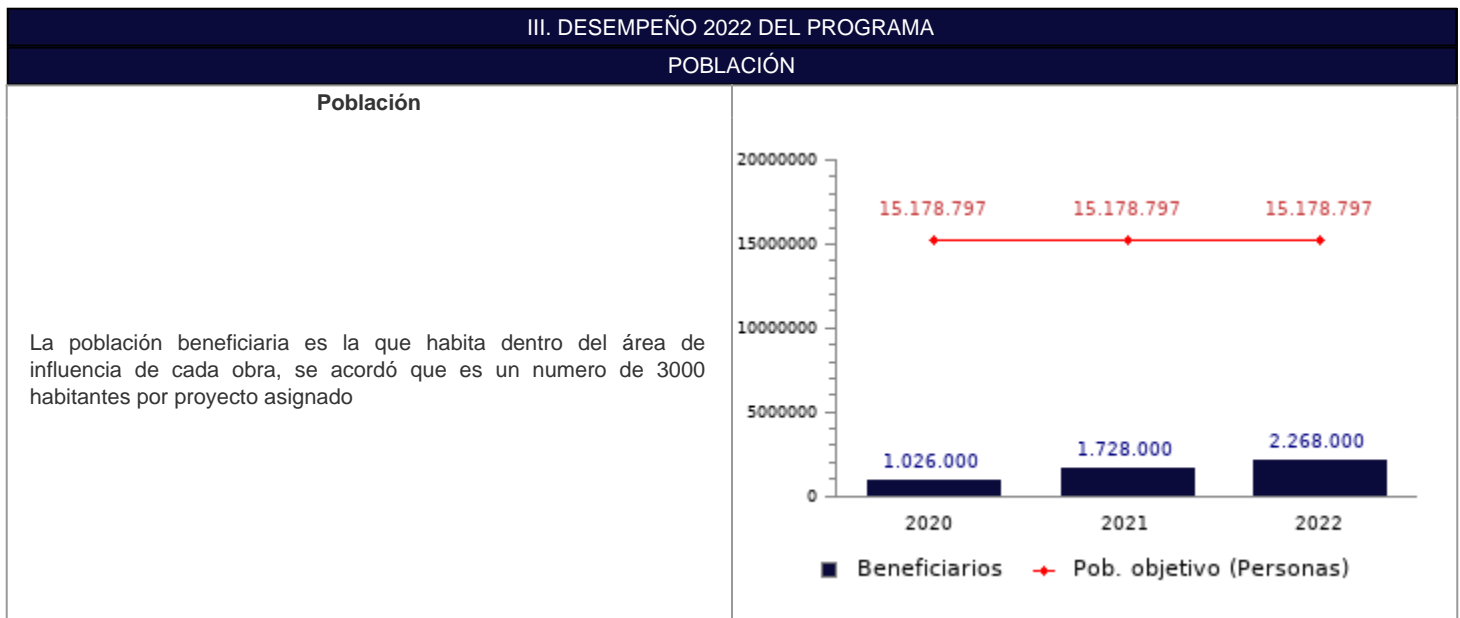 III. DESEMPEÑO 2022 DEL PROGRAMA
POBLACIÓN
Población
La población beneficiaria es la que habita dentro del área de
influencia de cada obra, se acordó que es un numero de 3000
habitantes por proyecto asignado
20000000
15.178.797 15.178.797 15.178.797
15000000
10000000
5000000
1.026.000 1.728.000 2.268.000
0
2020 2021 2022
Beneficiarios Pob. objetivo (Personas)